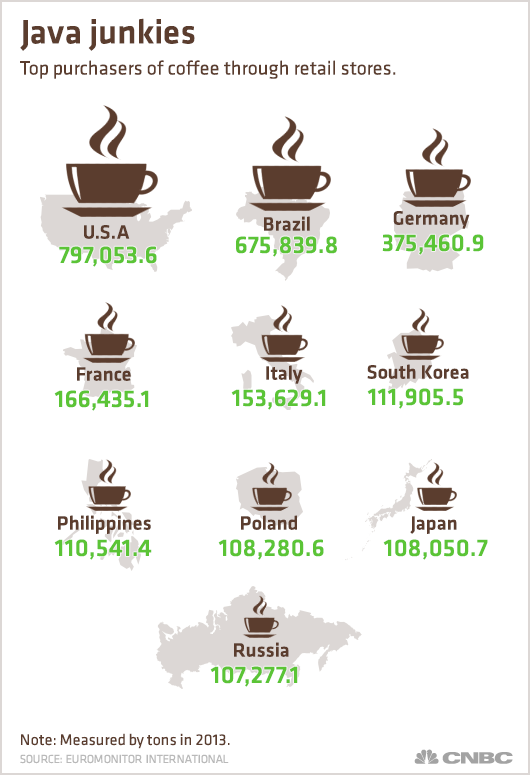 Java junkies
Top purchasers of coffee through retail stores.
U.S.A
797,053.6
Brazil
675,839.8
Germany
375,460.9
France
166,435.1
Italy
153,629.1
South Korea
111,905.5
Philippines
110,541.4
Poland
108,280.6
Japan
108,050.7
Russia
107,277.1
Note: Measured by tons in 2013.
SOURCE: EUROMONITOR INTERNATIONAL
CNBC